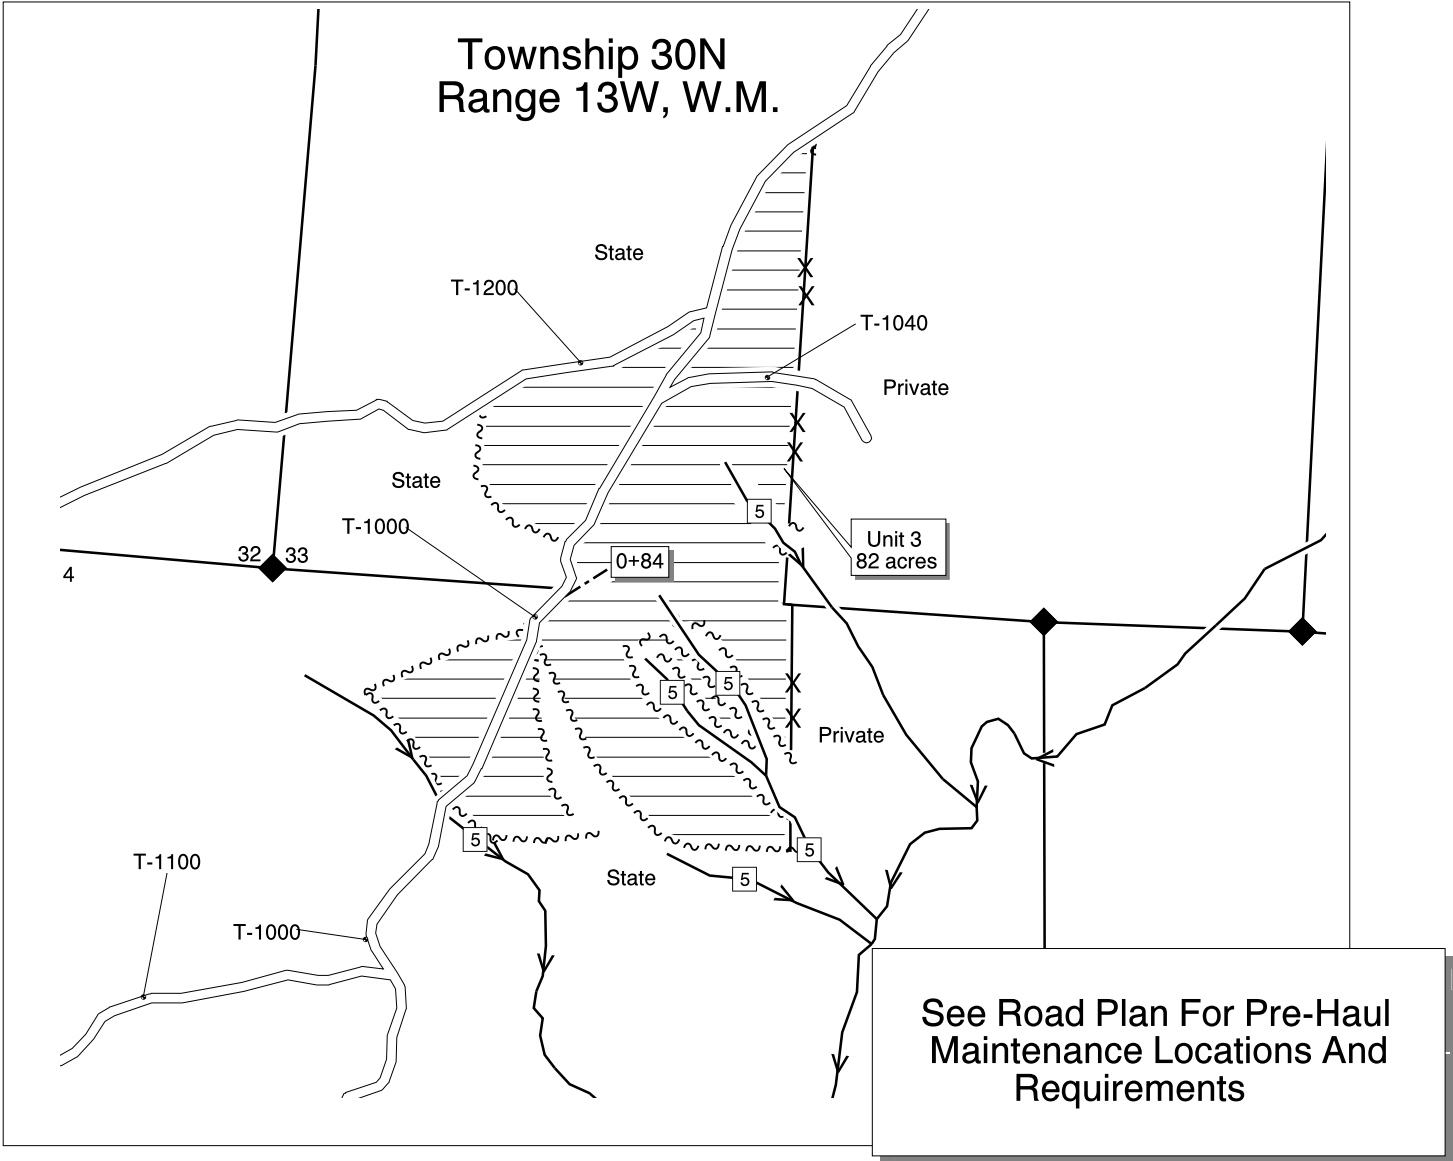 Township 30N
Range 13W, W.M.
State
T-1200
T-1040
Private
State
T-1000
5
Unit 3
82 acres
32 33
0+84
4
5
5
Private
5
5
5
State
T-1100
T-1000
See Road Plan For Pre-Haul
Maintenance Locations And
Requirements